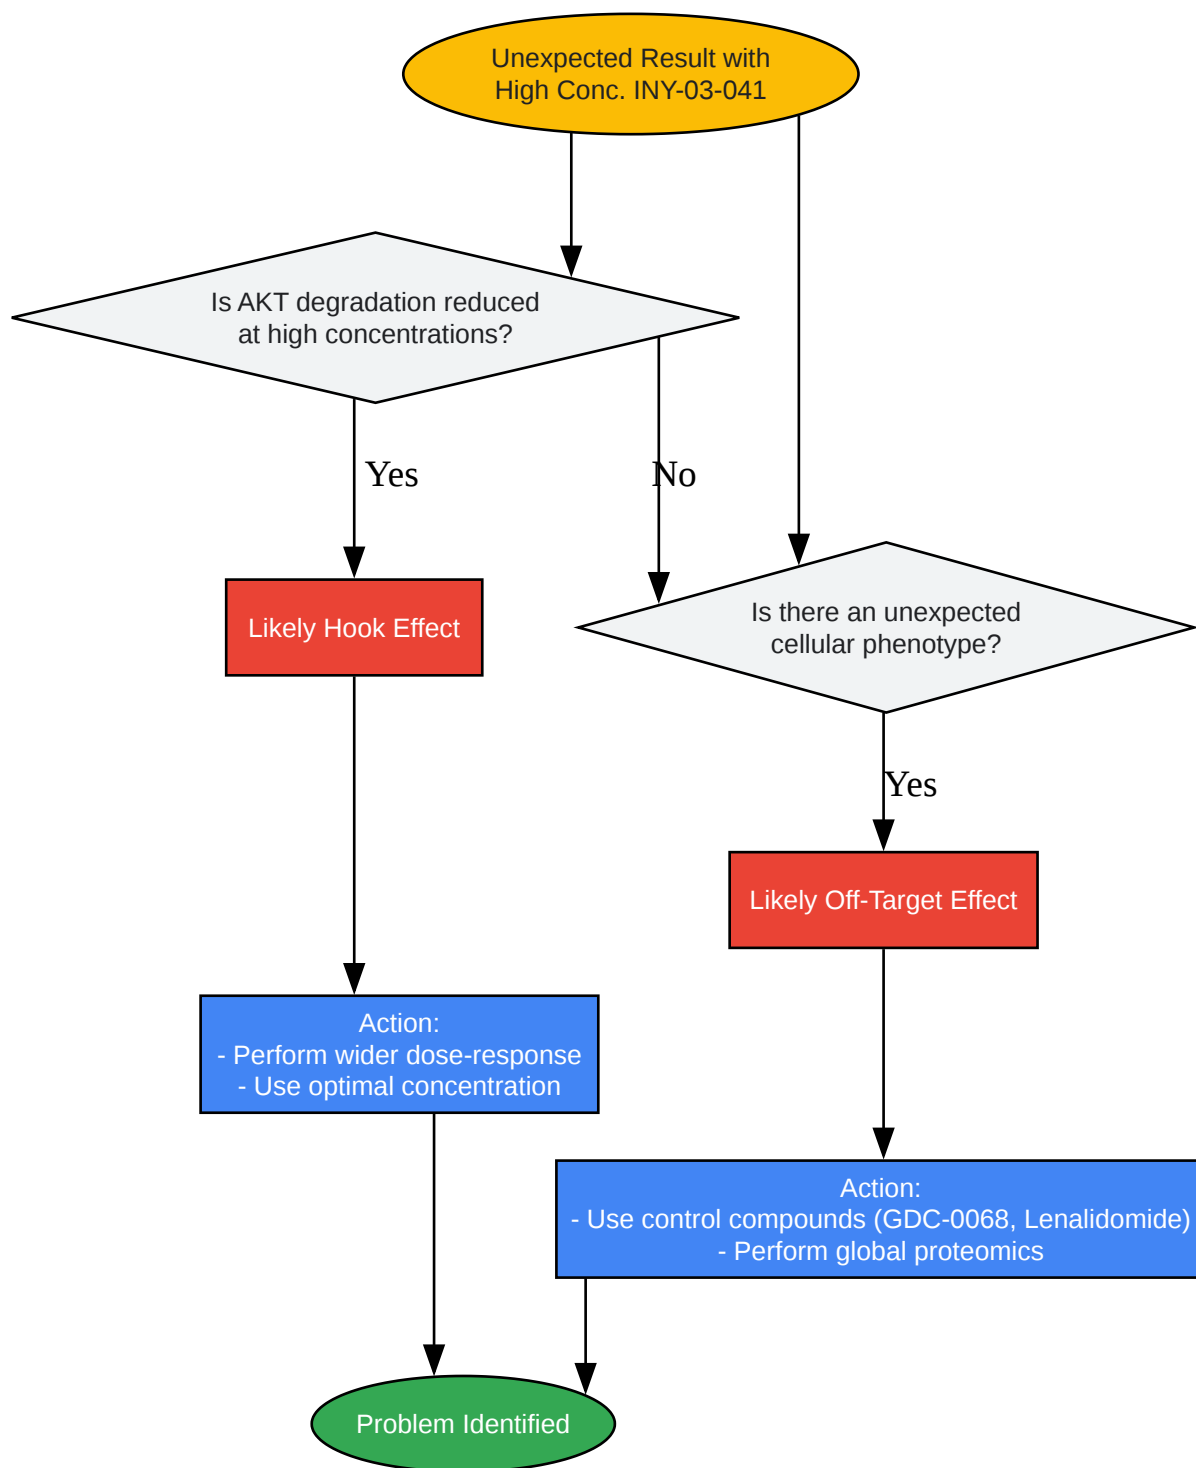 Unexpected Result with
High Conc. INY-03-041
Is AKT degradation reduced
at high concentrations?
Yes
No
Likely Hook Effect
Is there an unexpected
cellular phenotype?
Yes
Likely Off-Target Effect
Action:
- Perform wider dose-response
- Use optimal concentration
Action:
- Use control compounds (GDC-0068, Lenalidomide)
- Perform global proteomics
Problem Identified